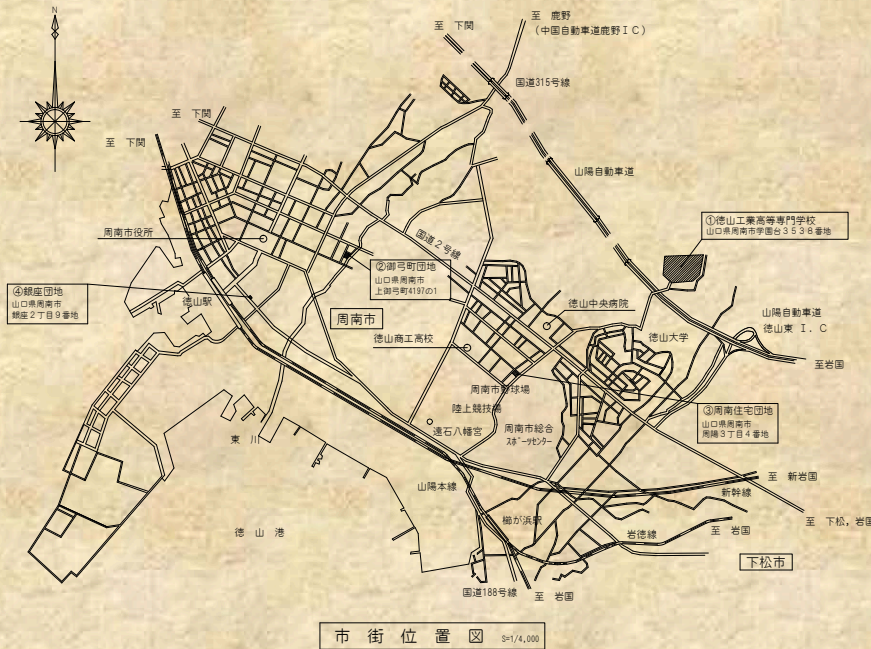 N
至 下関
至 鹿野
(中国自動車道鹿野IC)
国道315号線
至 下関
至 下関
山陽自動車道
①徳山工業高等専門学校
山口県周南市学園台3538番地
周南市役所
国道2号線
②御弓町団地
山口県周南市
上御弓町4197の1
④銀座団地
山口県周南市
銀座2丁目9番地
徳山駅
周南市
徳山中央病院
山陽自動車道
徳山東 I.C
徳山商工高校
徳山大学
至岩国
周南市野球場
陸上競技場
③周南住宅団地
山口県周南市
周陽3丁目4番地
遠石八幡宮
周南市総合
スポーツセンター
東川
山陽本線
至 新岩国
新幹線
櫛が浜駅
至 下松,岩国
徳山港
岩徳線
至 岩国
下松市
国道188号線
至 岩国
市街位置図 S=1/4,000